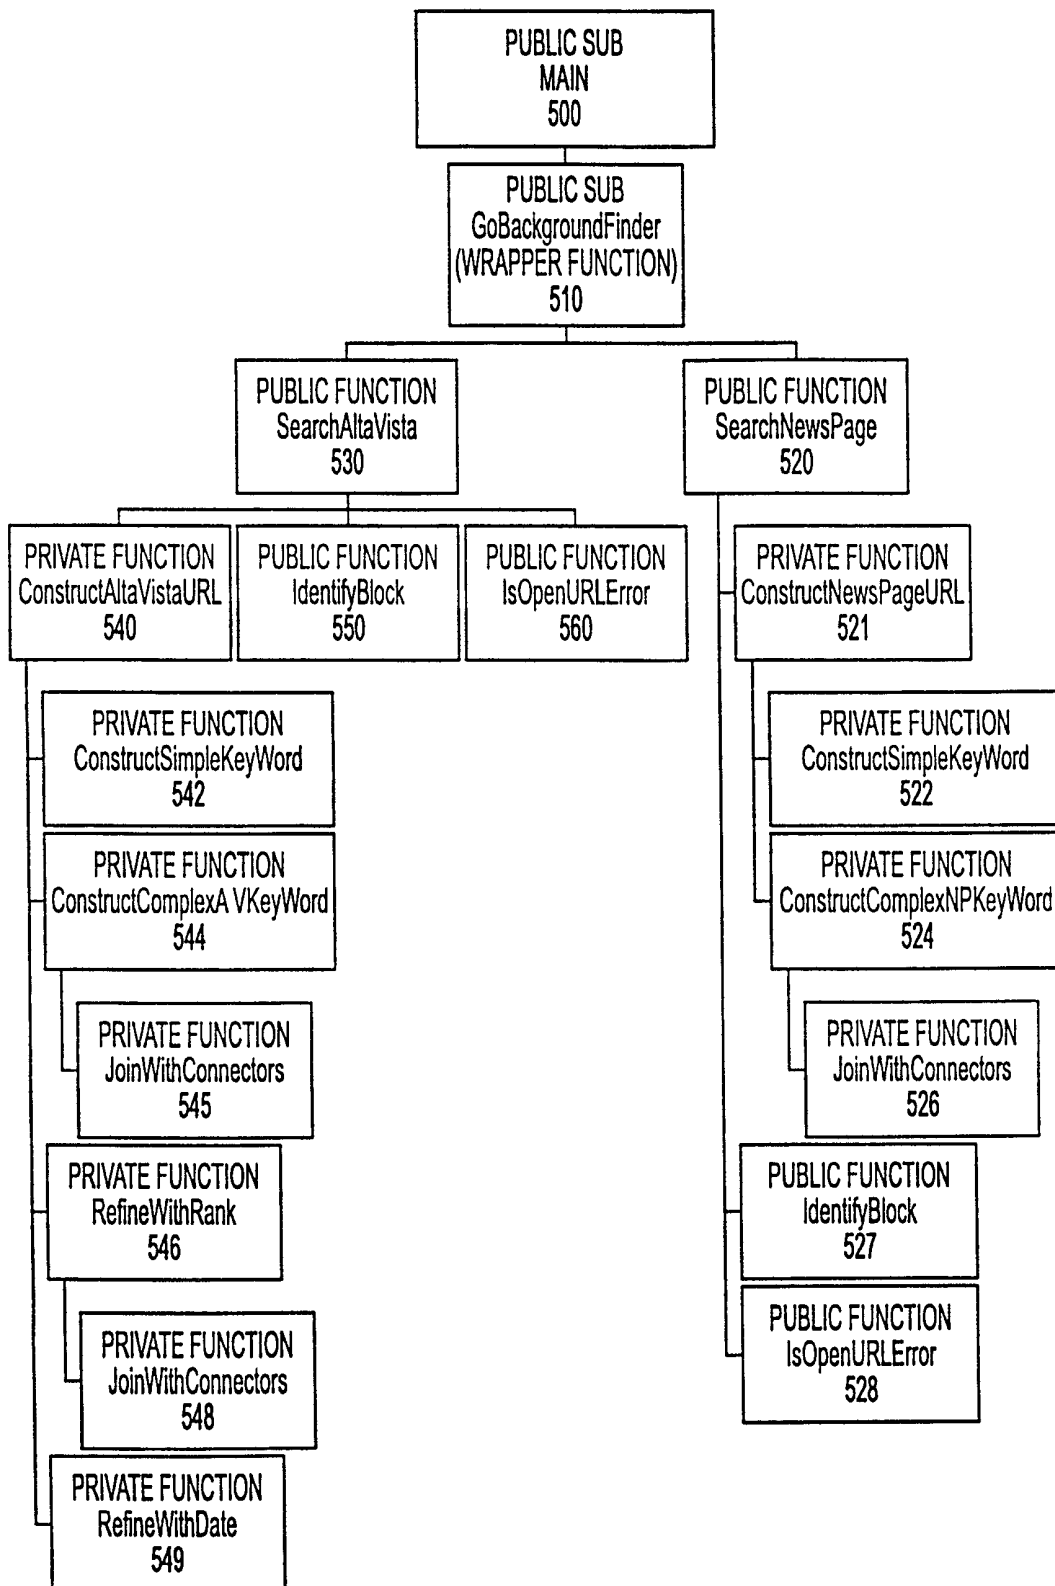 PUBLIC SUB
MAIN
500
PUBLIC SUB
GoBackgroundFinder
(WRAPPER FUNCTION)
510
PUBLIC FUNCTION
SearchAltaVista
530
PUBLIC FUNCTION
SearchNewsPage
520
PRIVATE FUNCTION
ConstructAltaVistaURL
540
PUBLIC FUNCTION
IdentifyBlock
550
PUBLIC FUNCTION
IsOpenURLError
560
PRIVATE FUNCTION
ConstructNewsPageURL
521
PRIVATE FUNCTION
ConstructSimpleKeyWord
542
PRIVATE FUNCTION
ConstructSimpleKeyWord
522
PRIVATE FUNCTION
ConstructComplexA VKeyWord
544
PRIVATE FUNCTION
ConstructComplexNPKeyWord
524
PRIVATE FUNCTION
JoinWithConnectors
545
PRIVATE FUNCTION
JoinWithConnectors
526
PRIVATE FUNCTION
RefineWithRank
546
PUBLIC FUNCTION
IdentifyBlock
527
PRIVATE FUNCTION
JoinWithConnectors
548
PUBLIC FUNCTION
IsOpenURLError
528
PRIVATE FUNCTION
RefineWithDate
549